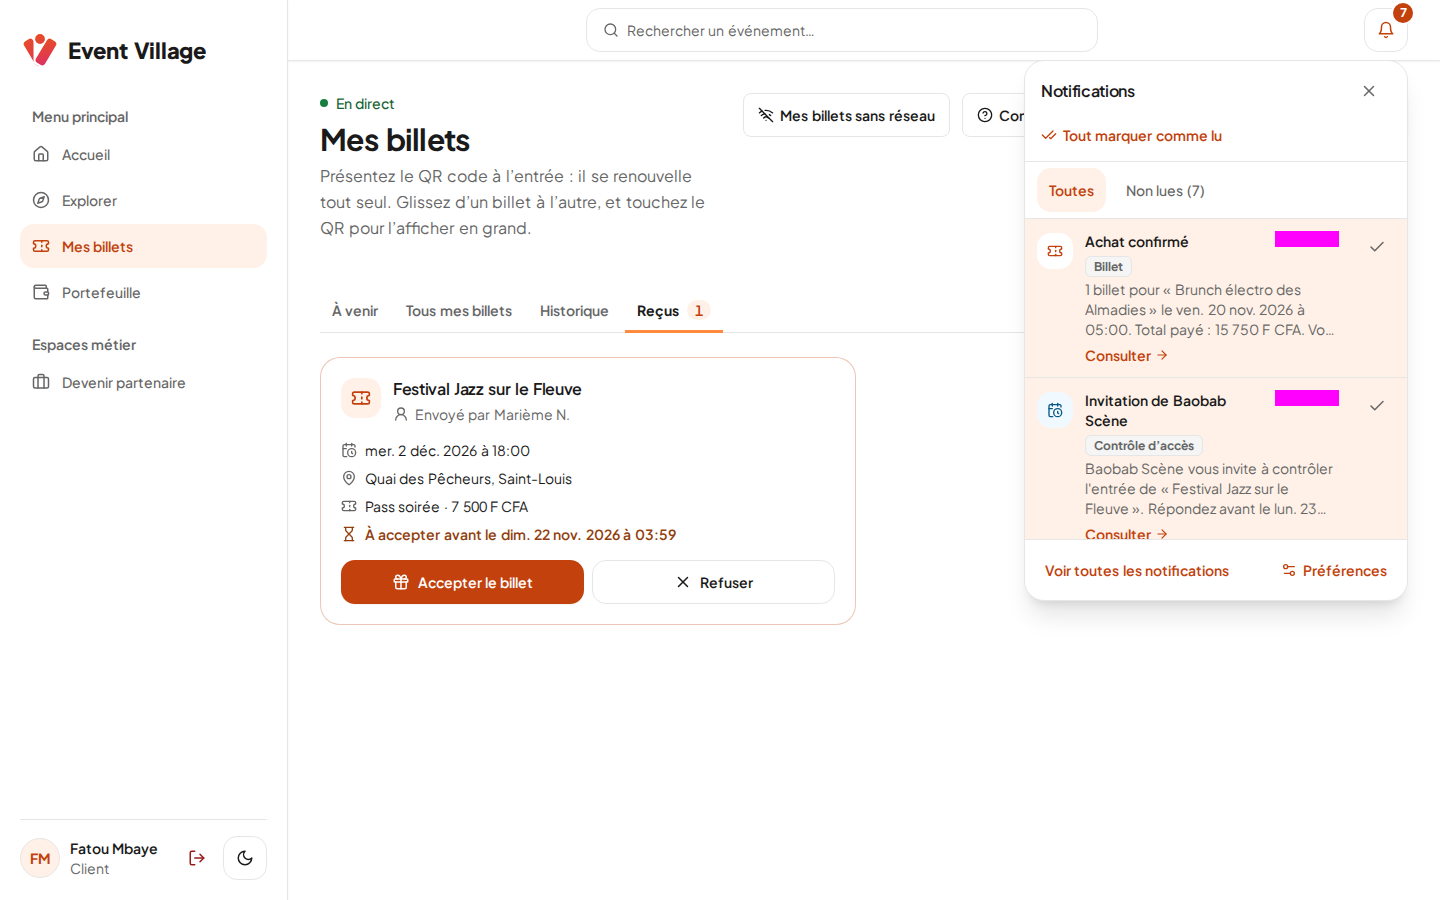 Event Village
Menu principal
Accueil
Explorer
Mes billets
Portefeuille
Espaces métier
Devenir partenaire
FM
Fatou Mbaye
Client
Rechercher un événement…
7
En direct
Mes billets
Présentez le QR code à l’entrée : il se renouvelle
tout seul. Glissez d’un billet à l’autre, et touchez le
QR pour l’afficher en grand.
Mes billets sans réseau
À venir
Tous mes billets
Historique
Reçus 1
Festival Jazz sur le Fleuve
Envoyé par Marième N.
mer. 2 déc. 2026 à 18:00
Quai des Pêcheurs, Saint-Louis
Pass soirée · 7 500 F CFA
À accepter avant le dim. 22 nov. 2026 à 03:59
Accepter le billet
Refuser
Notifications
Tout marquer comme lu
Toutes
Non lues (7)
Achat confirmé
Billet
1 billet pour « Brunch électro des
Almadies » le ven. 20 nov. 2026 à
05:00. Total payé : 15 750 F CFA. Vo…
Consulter
Invitation de Baobab
Scène
Contrôle d’accès
Baobab Scène vous invite à contrôler
l'entrée de « Festival Jazz sur le
Fleuve ». Répondez avant le lun. 23…
Consulter
Voir toutes les notifications
Préférences